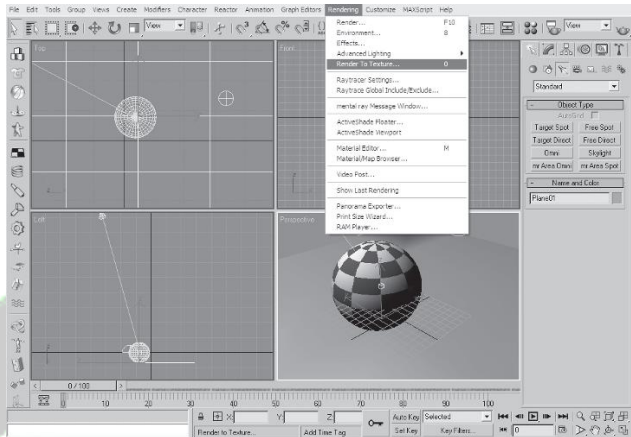 File Edit Tools Group Views Create Modifiers Character Reactor Animation Graph Editors Rendering Customize MAXScript Help
View
View
Render... F10
Environment... 8
Effects...
Advanced Lighting
Render To Texture... 0
Raytracer Settings...
Raytrace Global Include/Exclude...
mental ray Message Window...
ActiveShade Floater...
ActiveShade Viewport
Material Editor... M
Material/Map Browser...
Video Post...
Show Last Rendering
Panorama Exporter...
Print Size Wizard...
RAM Player...
Top
Front
Left
Perspective
Standard
- Object Type
AutoGrid
Target Spot Free Spot
Target Direct Free Direct
Omni Skylight
mr Area Omni mr Area Spot
- Name and Color
Plane01
< 0 / 100 >
0 10 20 30 40 50 60 70 80 90 100
X: Y: Z: Auto Key Selected
Render to Texture... Add Time Tag Set Key Key Filters... 0